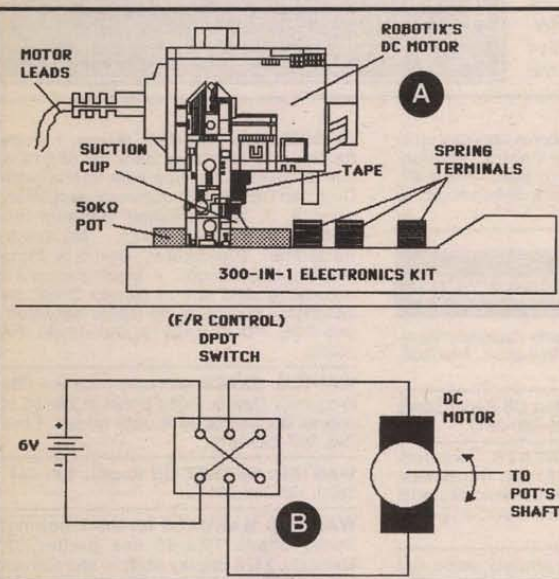 ROBOTIX'S
DC MOTOR
MOTOR
LEADS
A
SUCTION
CUP
TAPE
SPRING
TERMINALS
50KΩ
POT
300-IN-1 ELECTRONICS KIT
(F/R CONTROL)
DPDT
SWITCH
DC
MOTOR
+
6V
-
TO
POT'S
SHAFT
B